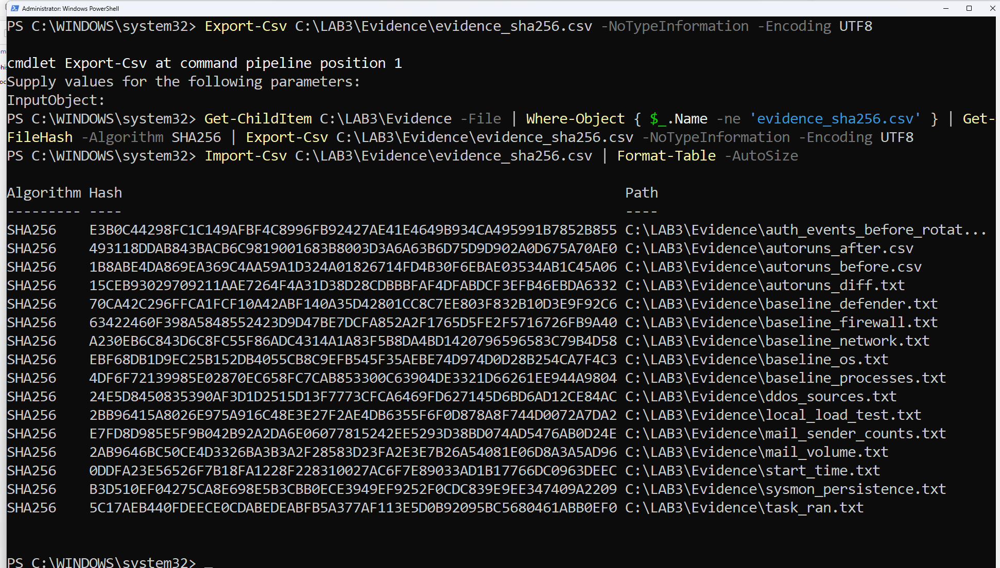 Administrator: Windows PowerShell
PS C:\WINDOWS\system32> Export-Csv C:\LAB3\Evidence\evidence_sha256.csv -NoTypeInformation -Encoding UTF8
cmdlet Export-Csv at command pipeline position 1
Supply values for the following parameters:
InputObject:
PS C:\WINDOWS\system32> Get-ChildItem C:\LAB3\Evidence -File | Where-Object { $_.Name -ne 'evidence_sha256.csv' } | Get-
FileHash -Algorithm SHA256 | Export-Csv C:\LAB3\Evidence\evidence_sha256.csv -NoTypeInformation -Encoding UTF8
PS C:\WINDOWS\system32> Import-Csv C:\LAB3\Evidence\evidence_sha256.csv | Format-Table -AutoSize
Algorithm Hash Path
--------- ---- ----
SHA256 E3B0C44298FC1C149AFBF4C8996FB92427AE41E4649B934CA495991B7852B855 C:\LAB3\Evidence\auth_events_before_rotat...
SHA256 493118DDAB843BACB6C9819001683B8003D3A6A63B6D75D9D902A0D675A70AE0 C:\LAB3\Evidence\autoruns_after.csv
SHA256 1B8ABE4DA869EA369C4AA59A1D324A01826714FD4B30F6EBAE03534AB1C45A06 C:\LAB3\Evidence\autoruns_before.csv
SHA256 15CEB93029709211AAE7264F4A31D38D28CDBBBFAF4DFABDCF3EFB46EBDA6332 C:\LAB3\Evidence\autoruns_diff.txt
SHA256 70CA42C296FFCA1FCF10A42ABF140A35D42801CC8C7EE803F832B10D3E9F92C6 C:\LAB3\Evidence\baseline_defender.txt
SHA256 63422460F398A5848552423D9D47BE7DCFA852A2F1765D5FE2F5716726FB9A40 C:\LAB3\Evidence\baseline_firewall.txt
SHA256 A230EB6C843D6C8FC55F86ADC4314A1A83F5B8DA4BD1420796596583C79B4D58 C:\LAB3\Evidence\baseline_network.txt
SHA256 EBF68DB1D9EC25B152DB4055CB8C9EFB545F35AEBE74D974D0D28B254CA7F4C3 C:\LAB3\Evidence\baseline_os.txt
SHA256 4DF6F72139985E02870EC658FC7CAB853300C63904DE3321D66261EE944A9804 C:\LAB3\Evidence\baseline_processes.txt
SHA256 24E5D8450835390AF3D1D2515D13F7773CFCA6469FD627145D6BD6AD12CE84AC C:\LAB3\Evidence\ddos_sources.txt
SHA256 2BB96415A8026E975A916C48E3E27F2AE4DB6355F6F0D878A8F744D0072A7DA2 C:\LAB3\Evidence\local_load_test.txt
SHA256 E7FD8D985E5F9B042B92A2DA6E06077815242EE5293D38BD074AD5476AB0D24E C:\LAB3\Evidence\mail_sender_counts.txt
SHA256 2AB9646BC50CE4D3326BA3B3A2F28583D23FA2E3E7B26A54081E06D8A3A5AD96 C:\LAB3\Evidence\mail_volume.txt
SHA256 0DDFA23E56526F7B18FA1228F228310027AC6F7E89033AD1B17766DC0963DEEC C:\LAB3\Evidence\start_time.txt
SHA256 B3D510EF04275CA8E698E5B3CBB0ECE3949EF9252F0CDC839E9EE347409A2209 C:\LAB3\Evidence\sysmon_persistence.txt
SHA256 5C17AEB440FDEECE0CDABEDEABFB5A377AF113E5D0B92095BC5680461ABB0EF0 C:\LAB3\Evidence\task_ran.txt
PS C:\WINDOWS\system32> _